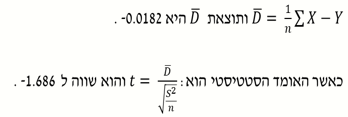 . -0.0182 היא D̅ ותוצאת D̅ = 1/n ∑ X − Y
כאשר האומד הסטטיסטי הוא: t = D̅/√(s²/n) והוא שווה ל -1.686 .